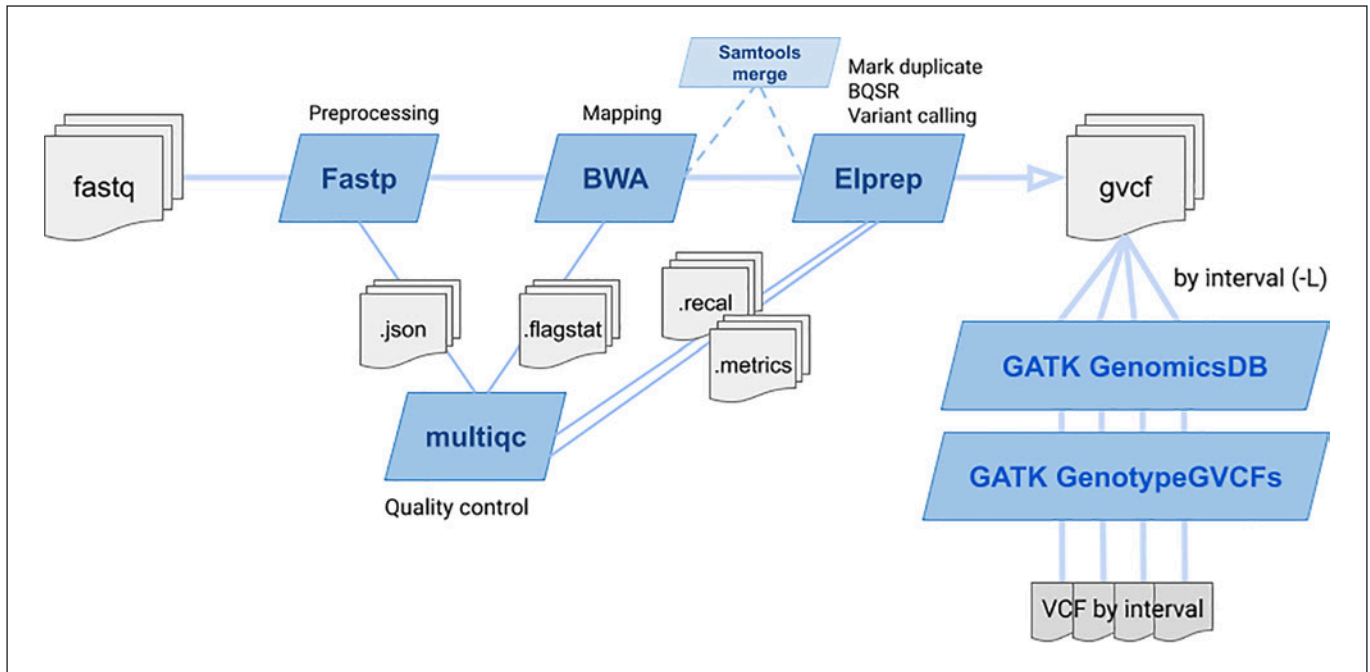 Samtools
merge
Mark duplicate
BQSR
Variant calling
Preprocessing
Mapping
fastq
Fastp
BWA
Elprep
gvcf
by interval (-L)
.json
.flagstat
.recal
.metrics
GATK GenomicsDB
multiqc
GATK GenotypeGVCFs
Quality control
VCF by interval